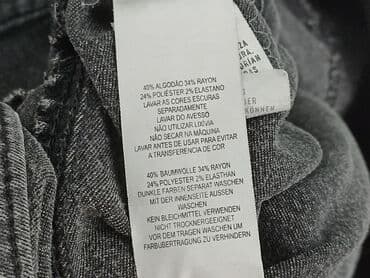 40% ALGODÃO 34% RAYON
24% POLIÉSTER 2% ELASTANO
LAVAR AS CORES ESCURAS
SEPARADAMENTE
LAVAR DO AVESSO
NÃO UTILIZAR LIXÍVIA
NÃO SECAR NA MÁQUINA
LAVAR ANTES DE USAR PARA EVITAR
A TRANSFERENCIA DE COR
40% BAUMWOLLE 34% RAYON
24% POLYESTER 2% ELASTHAN
DUNKLE FARBEN SEPARAT WASCHEN
MIT DER INNENSEITE AUSSEN
WASCHEN
KEIN BLEICHMITTEL VERWENDEN
NICHT TROCKNERGEEIGNET
VOR DEM TRAGEN WASCHEN UM
FARBÜBERTRAGUNG ZU VERHINDERN